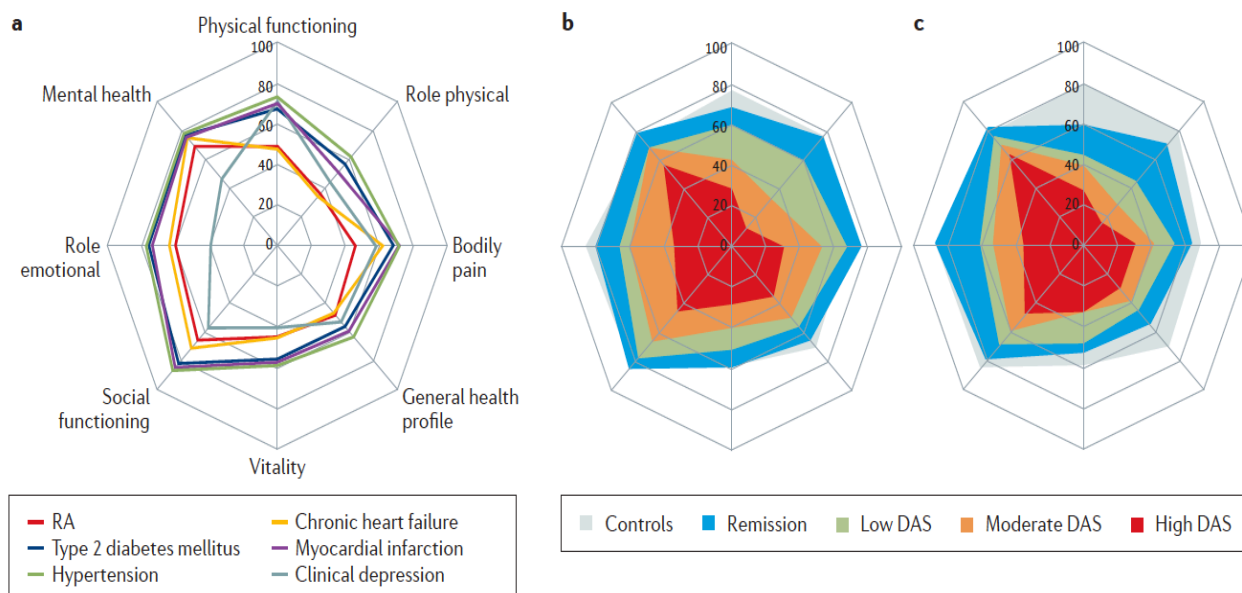 a
Physical functioning
100
80
60
40
20
0
Mental health
Role physical
Role
emotional
Bodily
pain
Social
functioning
General health
profile
Vitality
RA
Type 2 diabetes mellitus
Hypertension
Chronic heart failure
Myocardial infarction
Clinical depression
b
100
80
60
40
20
0
c
100
80
60
40
20
0
Controls
Remission
Low DAS
Moderate DAS
High DAS